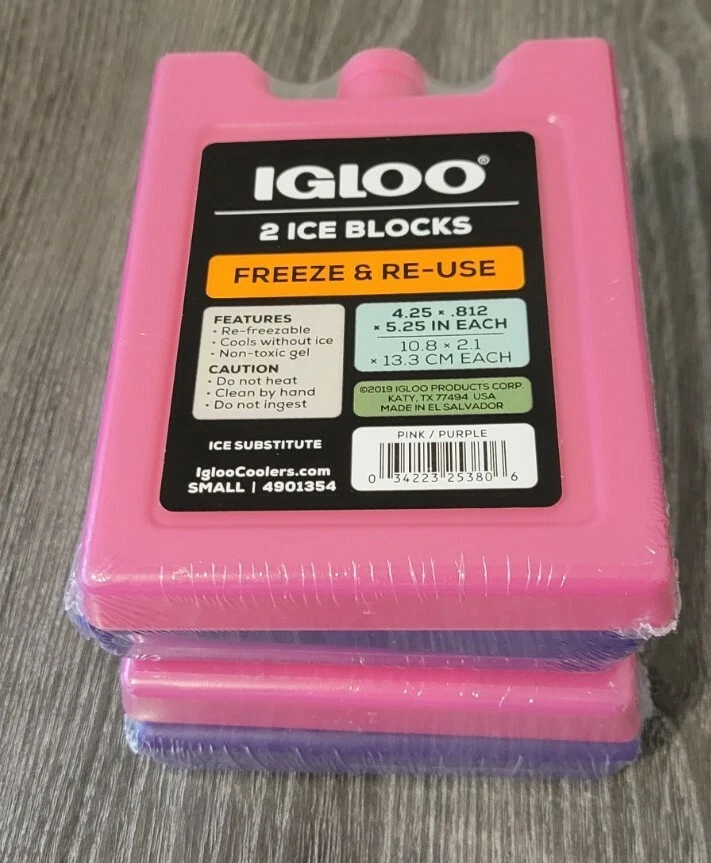 IGLOO®
2 ICE BLOCKS
FREEZE & RE-USE
FEATURES
• Re-freezable
• Cools without ice
• Non-toxic gel
CAUTION
• Do not heat
• Clean by hand
• Do not ingest
4.25 × .812
× 5.25 IN EACH
10.8 × 2.1
× 13.3 CM EACH
©2019 IGLOO PRODUCTS CORP.
KATY, TX 77494 USA
MADE IN EL SALVADOR
ICE SUBSTITUTE
IglooCoolers.com
SMALL | 4901354
PINK / PURPLE
0 34223 25380 6